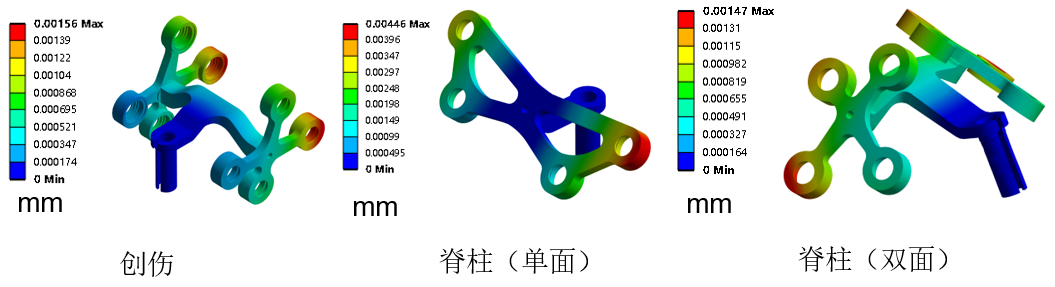 0.00156 Max
0.00139
0.00122
0.00104
0.000868
0.000695
0.000521
0.000347
0.000174
0 Min
mm
创伤
0.00446 Max
0.00396
0.00347
0.00297
0.00248
0.00198
0.00149
0.00099
0.000495
0 Min
mm
脊柱（单面）
0.00147 Max
0.00131
0.00115
0.000982
0.000819
0.000655
0.000491
0.000327
0.000164
0 Min
mm
脊柱（双面）